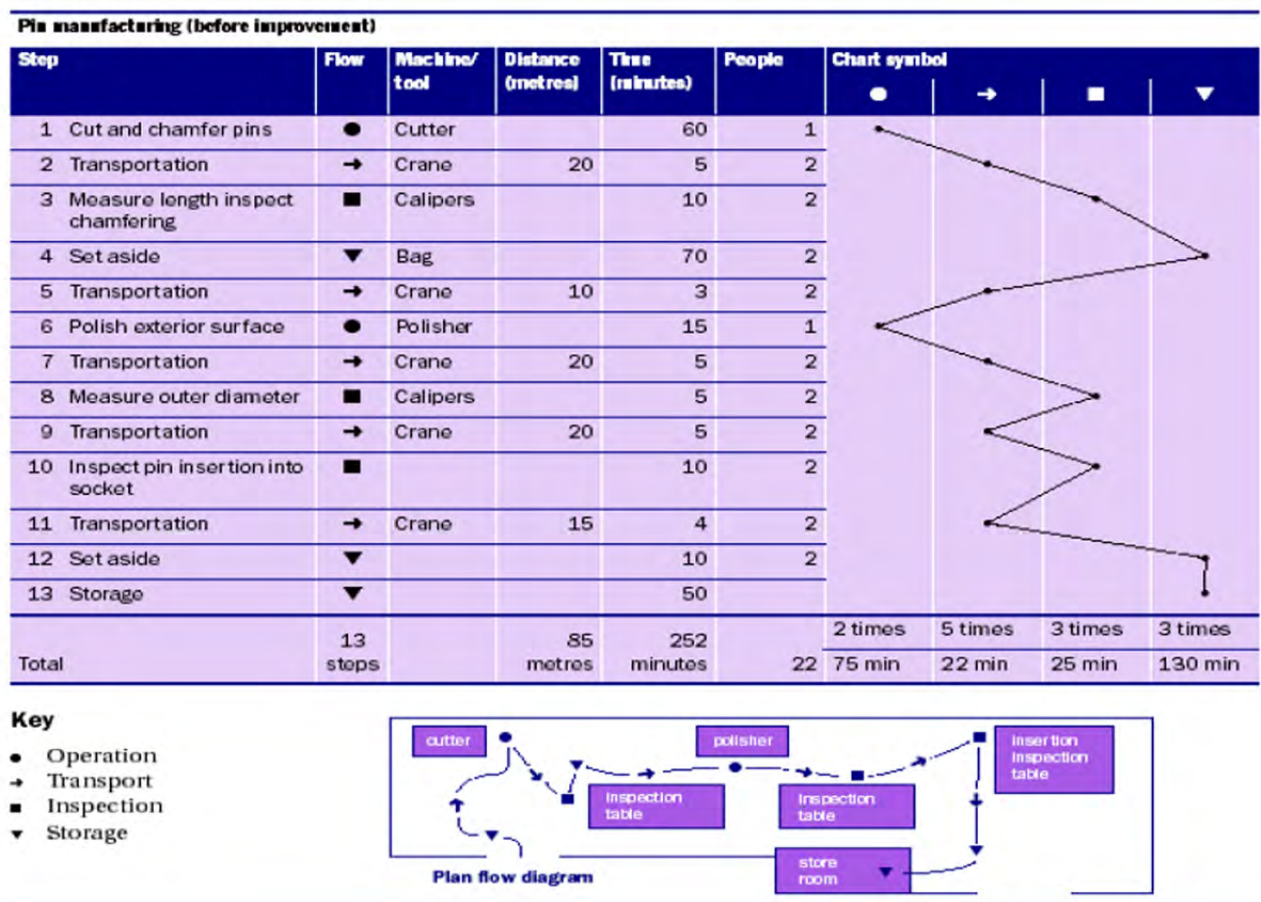 Pin manufacturing (before improvement)
Step Flow Machine/ tool Distance (metres) Time (minutes) People Chart symbol
1 Cut and chamfer pins ● Cutter 60 1
2 Transportation → Crane 20 5 2
3 Measure length inspect chamfering ■ Calipers 10 2
4 Set aside ▼ Bag 70 2
5 Transportation → Crane 10 3 2
6 Polish exterior surface ● Polisher 15 1
7 Transportation → Crane 20 5 2
8 Measure outer diameter ■ Calipers 5 2
9 Transportation → Crane 20 5 2
10 Inspect pin insertion into socket ■ 10 2
11 Transportation → Crane 15 4 2
12 Set aside ▼ 10 2
13 Storage ▼ 50
Total 13 steps 85 metres 252 minutes 22
2 times 5 times 3 times 3 times
75 min 22 min 25 min 130 min
Key
● Operation
→ Transport
■ Inspection
▼ Storage
cutter
polisher
insertion
inspection
table
inspection
table
inspection
table
store
room
Plan flow diagram